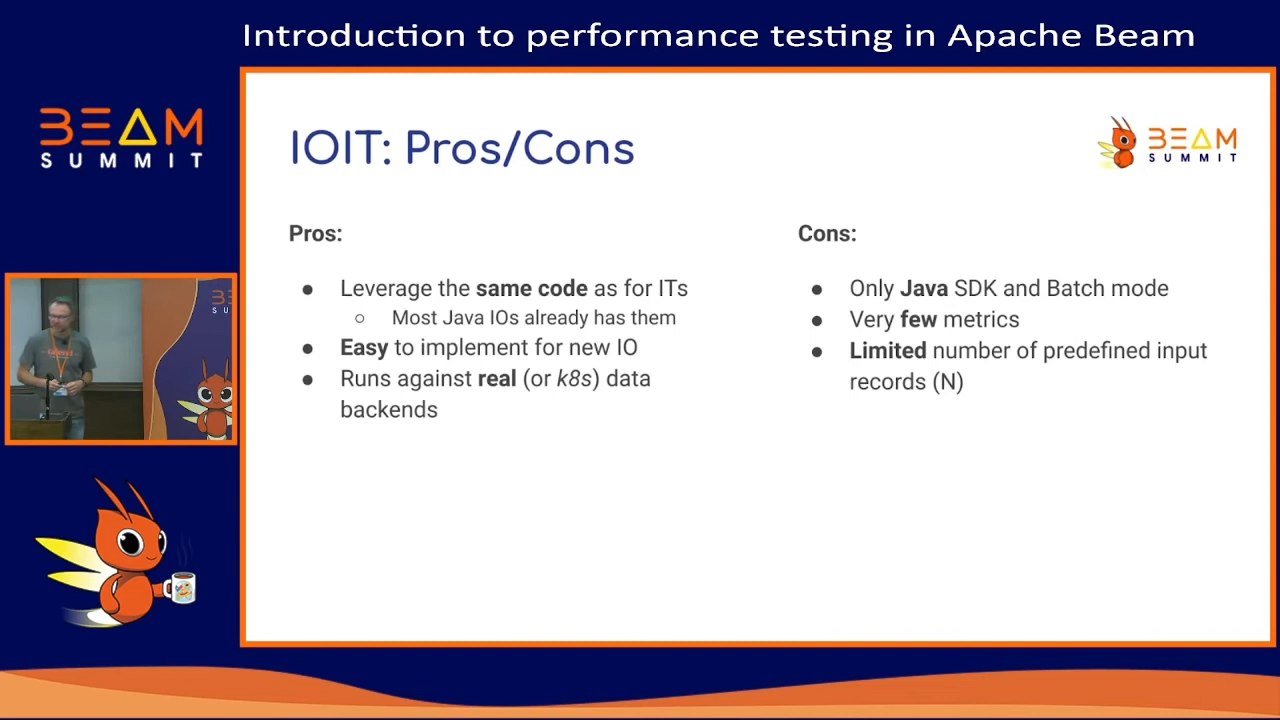 Introduction to performance testing in Apache Beam
BEAM
SUMMIT
IOIT: Pros/Cons
BEAM
SUMMIT
Pros:
● Leverage the same code as for ITs
○ Most Java IOs already has them
● Easy to implement for new IO
● Runs against real (or k8s) data
backends
Cons:
● Only Java SDK and Batch mode
● Very few metrics
● Limited number of predefined input
records (N)